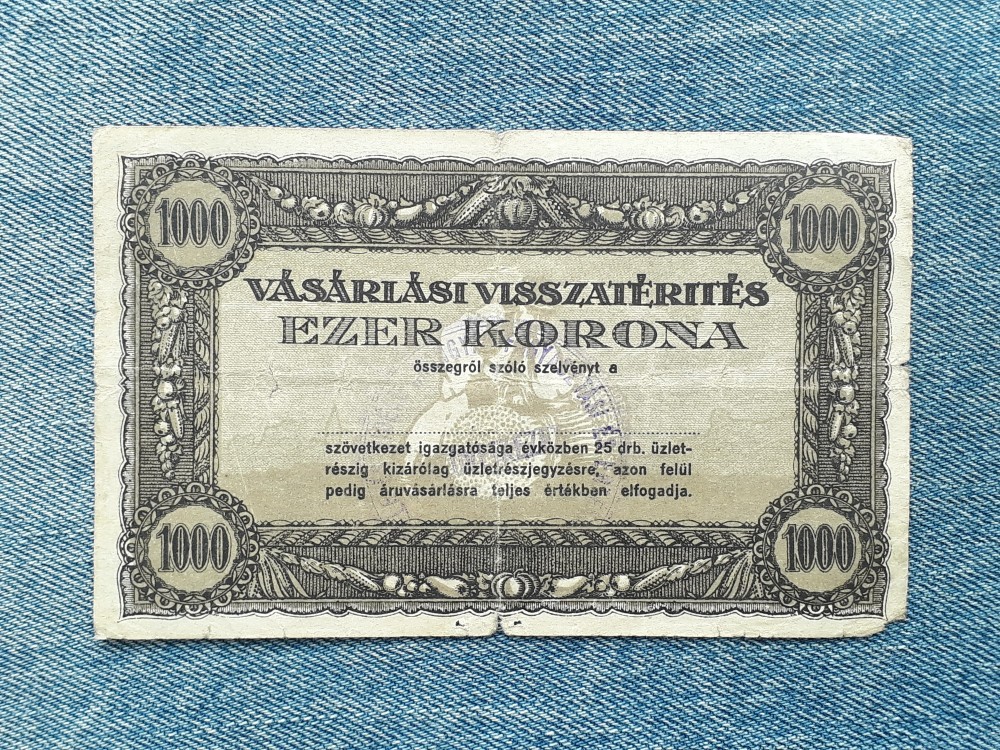 1000 1000
VÁSÁRLÁSI VISSZATÉRITÉS
EZER KORONA
összegről szóló szelvényt a
szövetkezet igazgatósága évközben 25 drb. üzlet-
részig kizárólag üzletrészjegyzésre, azon felül
pedig áruvásárlásra teljes értékben elfogadja.
1000 1000